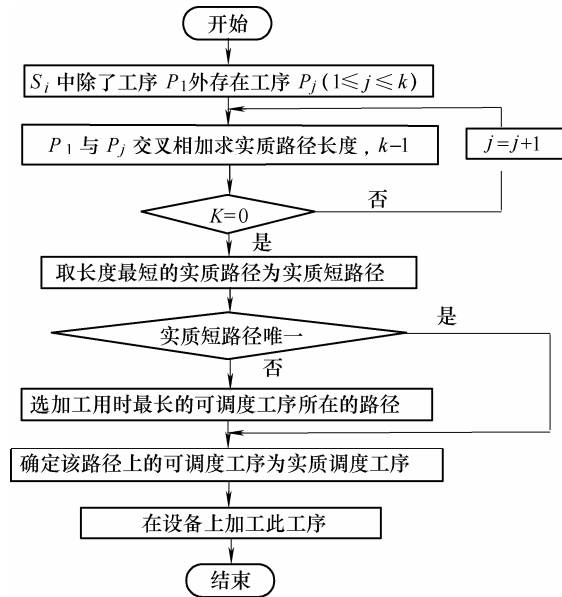 开始
S_i 中除了工序 P_1外存在工序 P_j(1≤j≤k)
P_1 与 P_j 交叉相加求实质路径长度，k-1
j=j+1
K=0
否
是
取长度最短的实质路径为实质短路径
实质短路径唯一
是
否
选加工用时最长的可调度工序所在的路径
确定该路径上的可调度工序为实质调度工序
在设备上加工此工序
结束